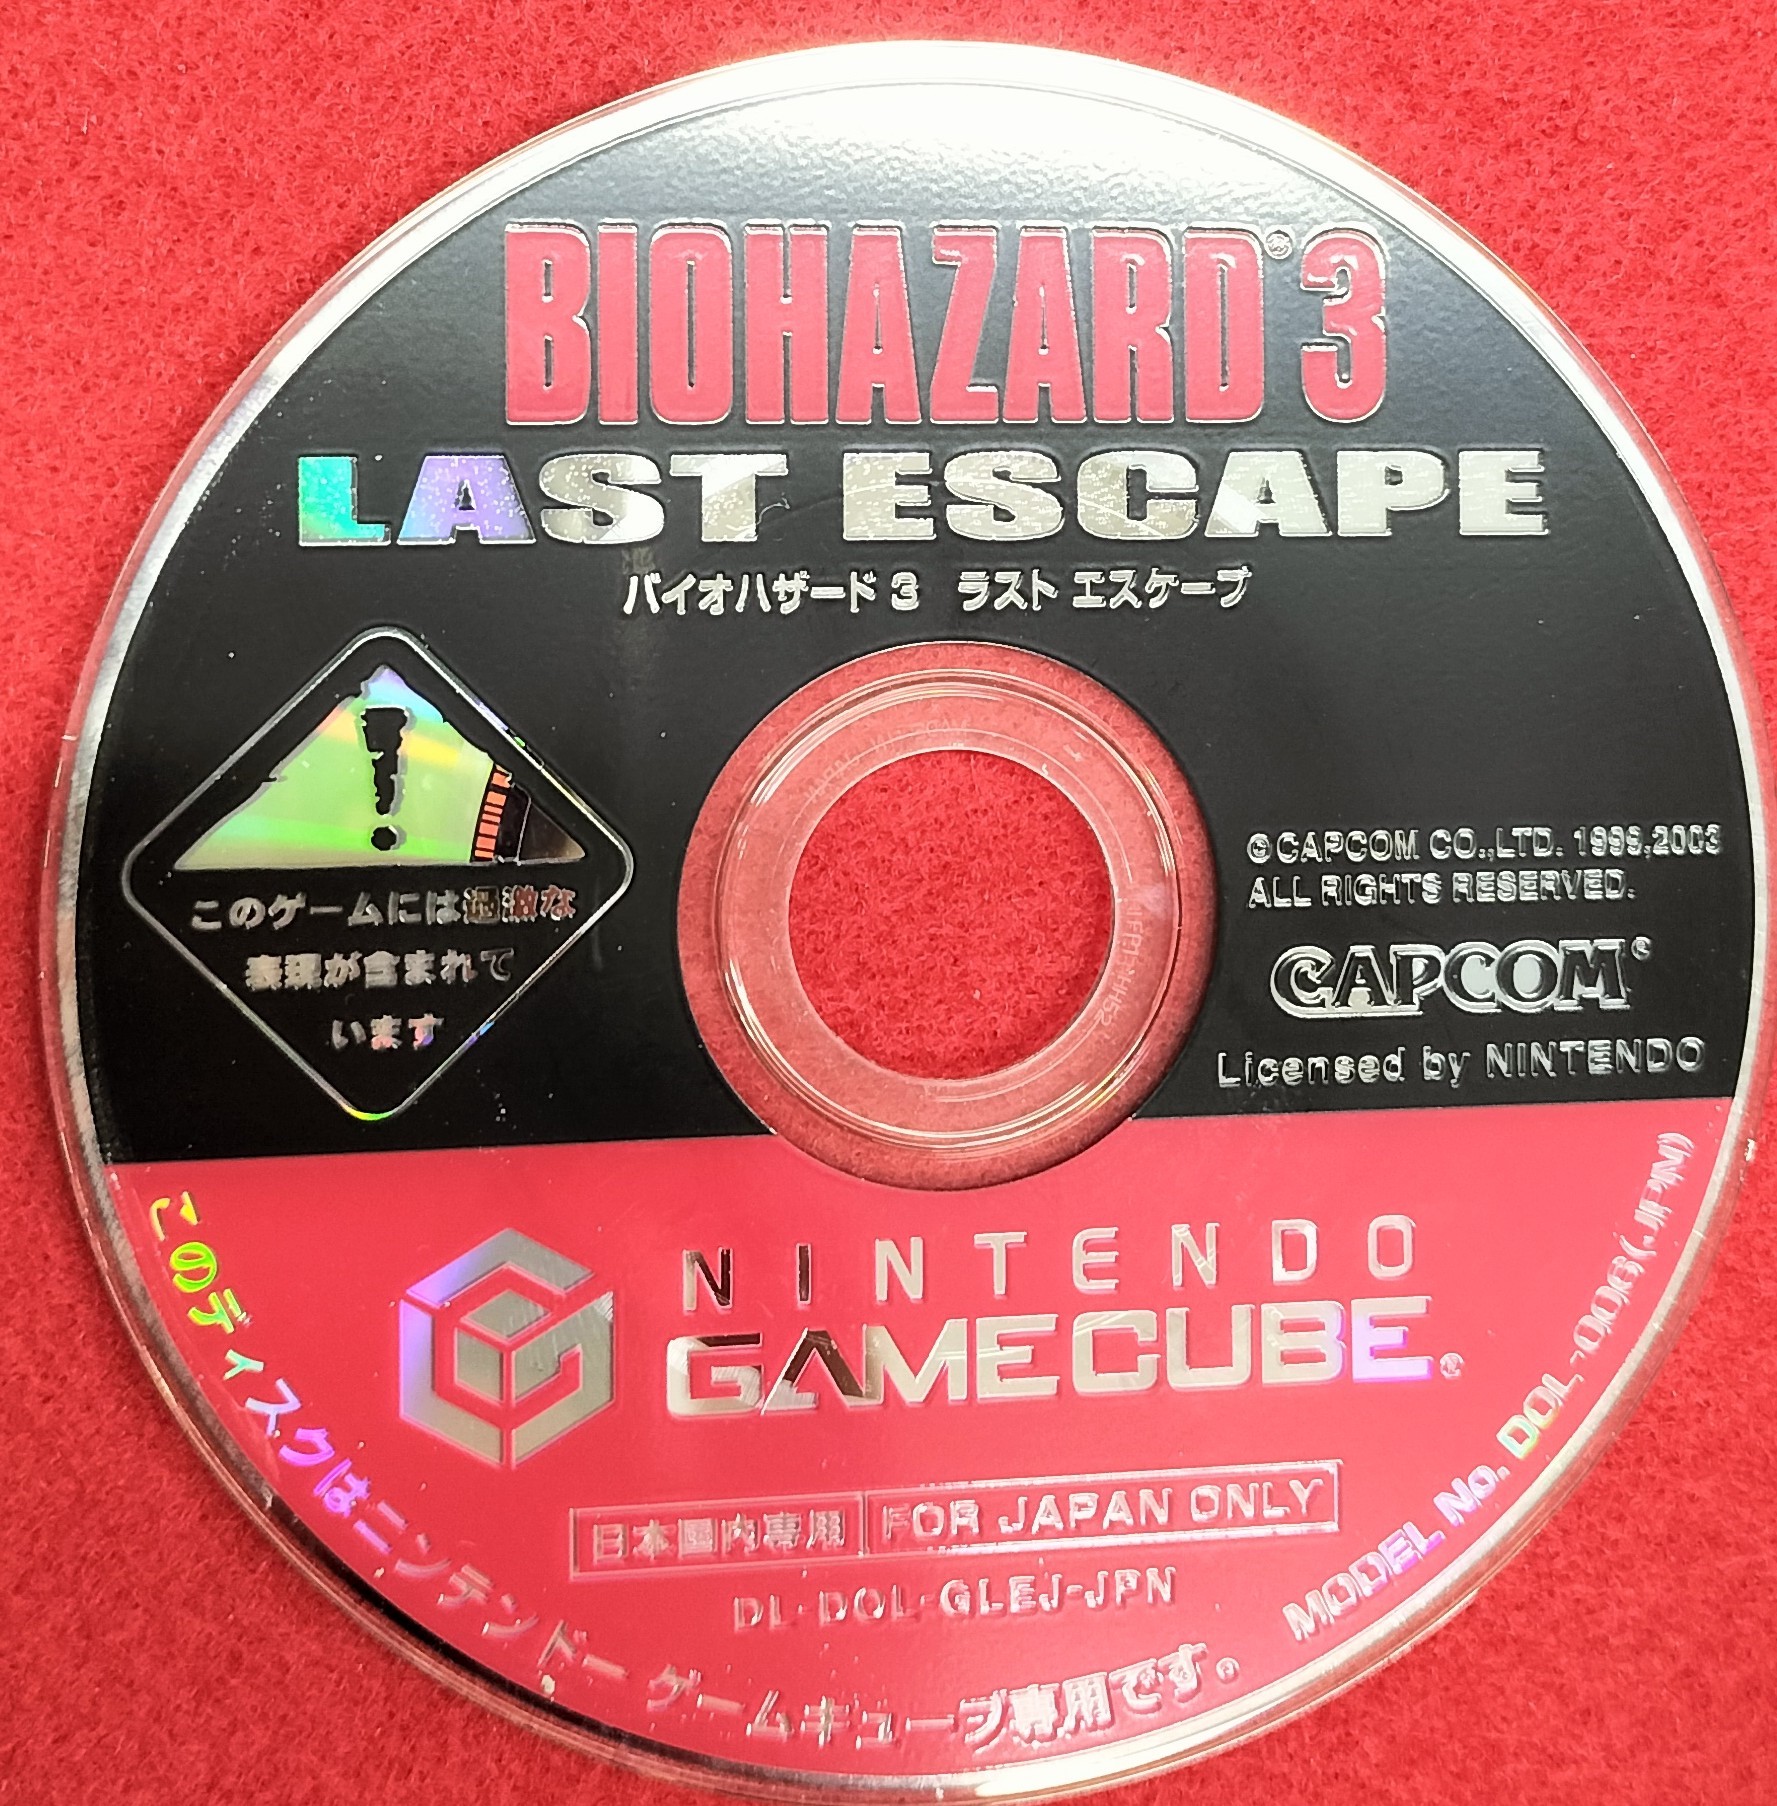 BIOHAZARD® 3
LAST ESCAPE
バイオハザード3 ラスト エスケープ
!
このゲームには過激な
表現が含まれて
います
©CAPCOM CO.,LTD. 1999,2003
ALL RIGHTS RESERVED.
CAPCOM®
Licensed by NINTENDO
NINTENDO
GAMECUBE®
日本国内専用 FOR JAPAN ONLY
DL-DOL-GLEJ-JPN
このディスクはニンテンドー ゲームキューブ専用です。
MODEL No. DOL-006(JPN)